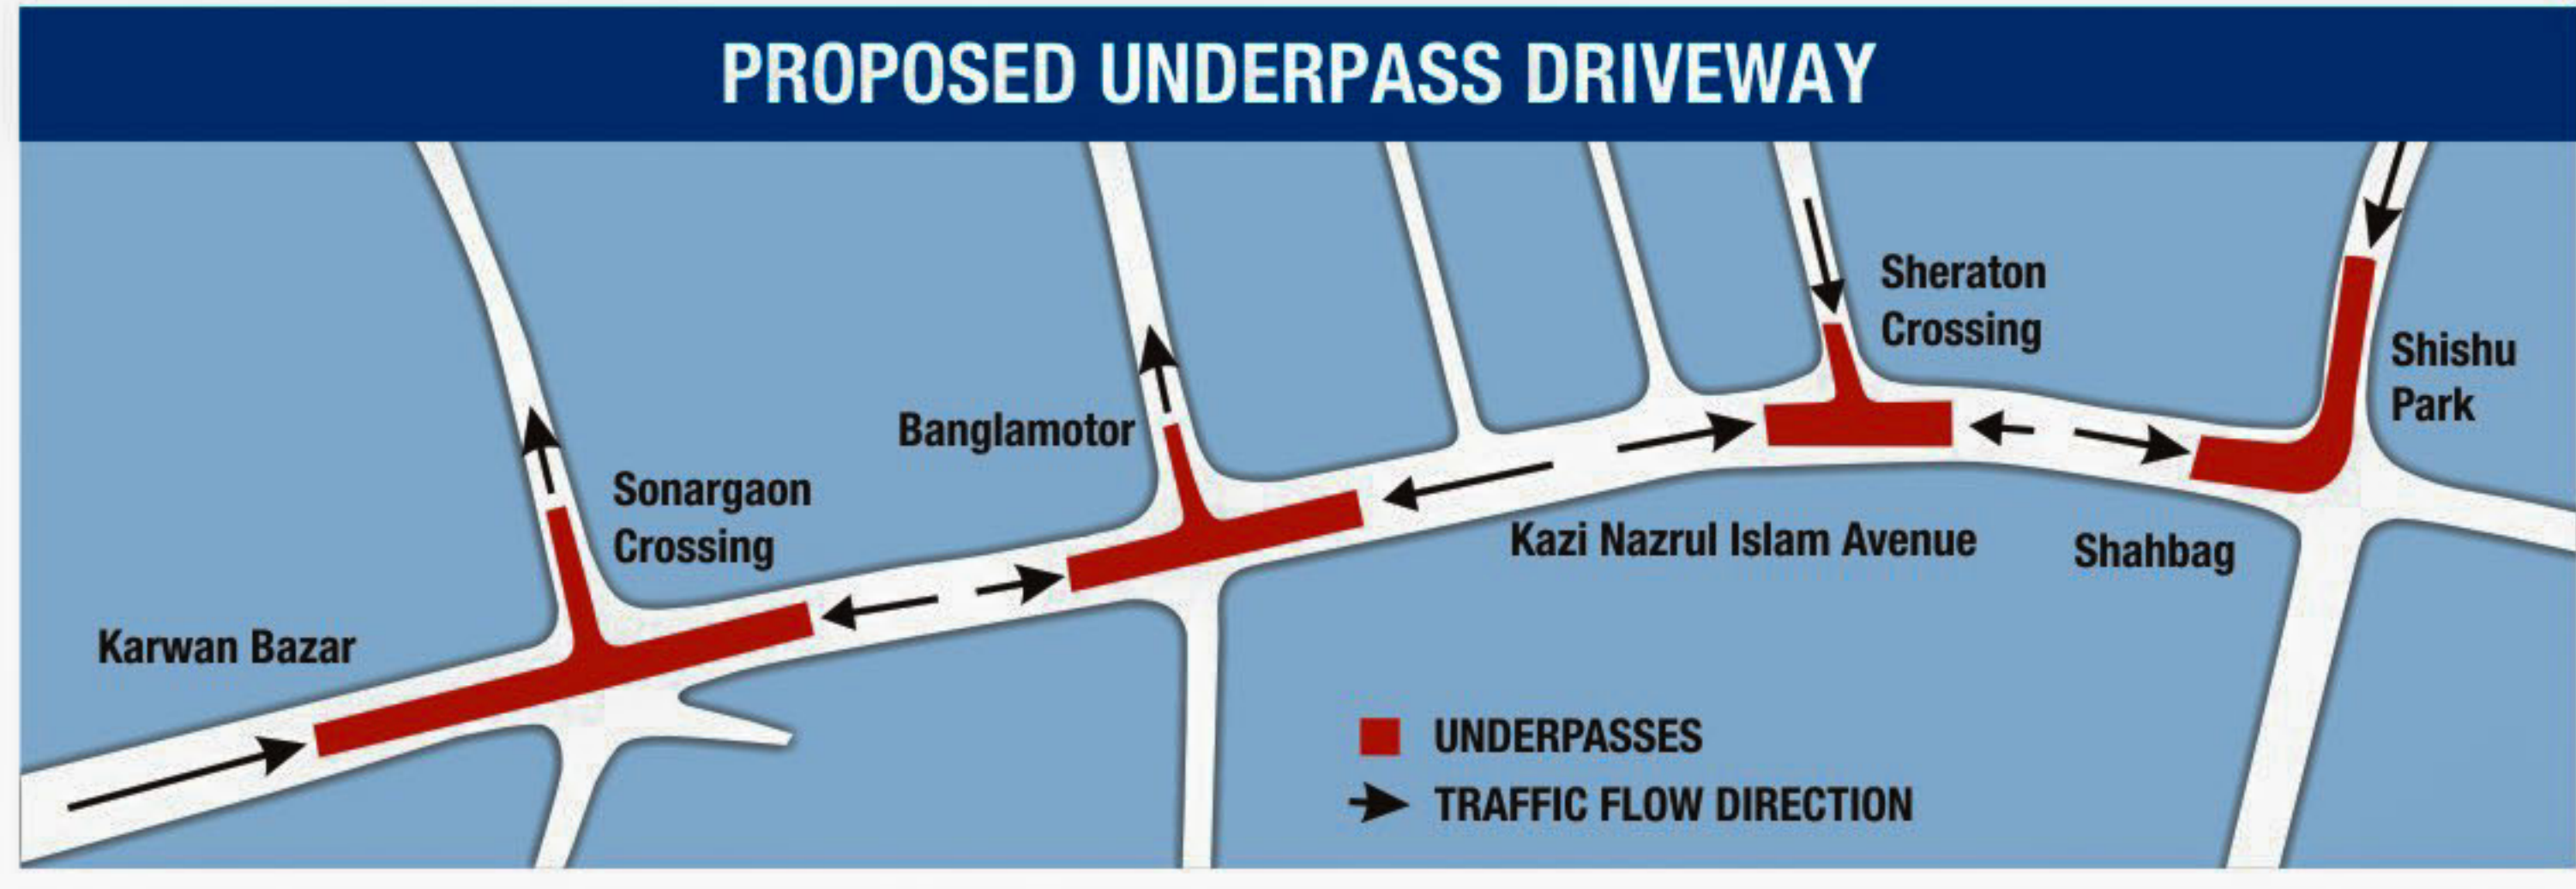 PROPOSED UNDERPASS DRIVEWAY
Sheraton
Crossing
Shishu
Park
Banglamotor
Sonargaon
Crossing
Kazi Nazrul Islam Avenue
Shahbag
Karwan Bazar
UNDERPASSES
TRAFFIC FLOW DIRECTION